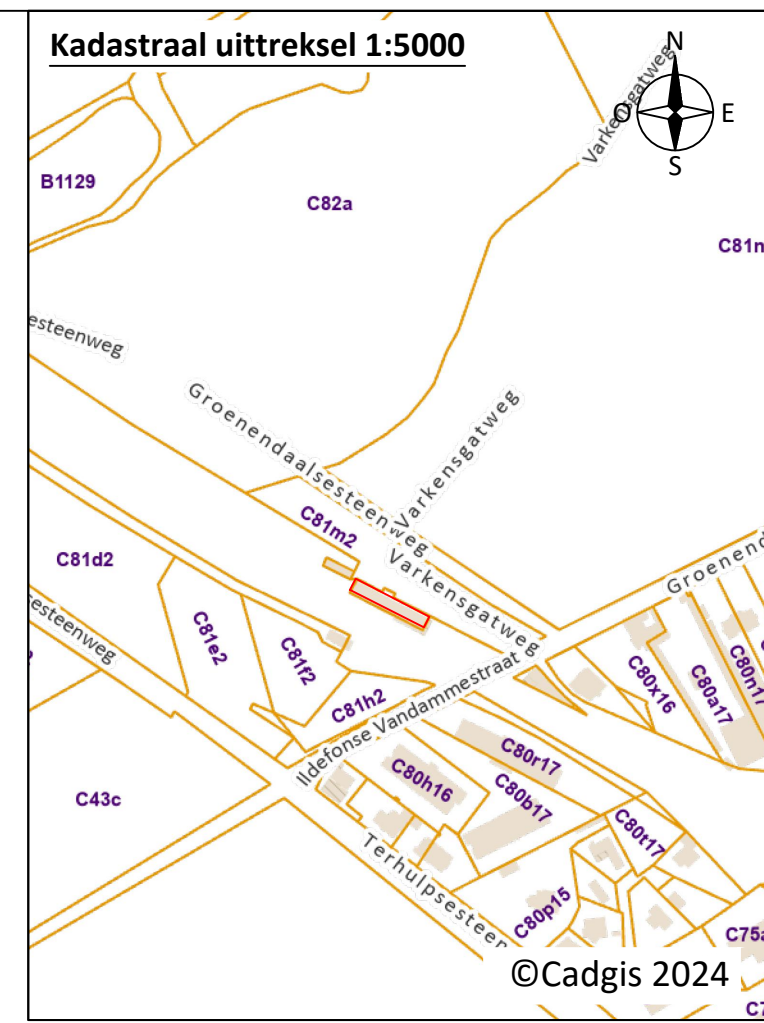 Kadastraal uittreksel 1:5000
N
O
E
S
Varkensgatweg
B1129
C82a
C81n
esteenweg
Groenendaalsesteenweg
Varkensgatweg
C81m2
Varkensgatweg
C81d2
Groenend
esteenweg
C81e2
C81f2
C81h2
Ildefonse Vandammestraat
C80x16
C80a17
C80n17
C80r17
C80h16
C80b17
C43c
C80t17
Terhulpsesteen
C80p15
C75a
©Cadgis 2024
C7